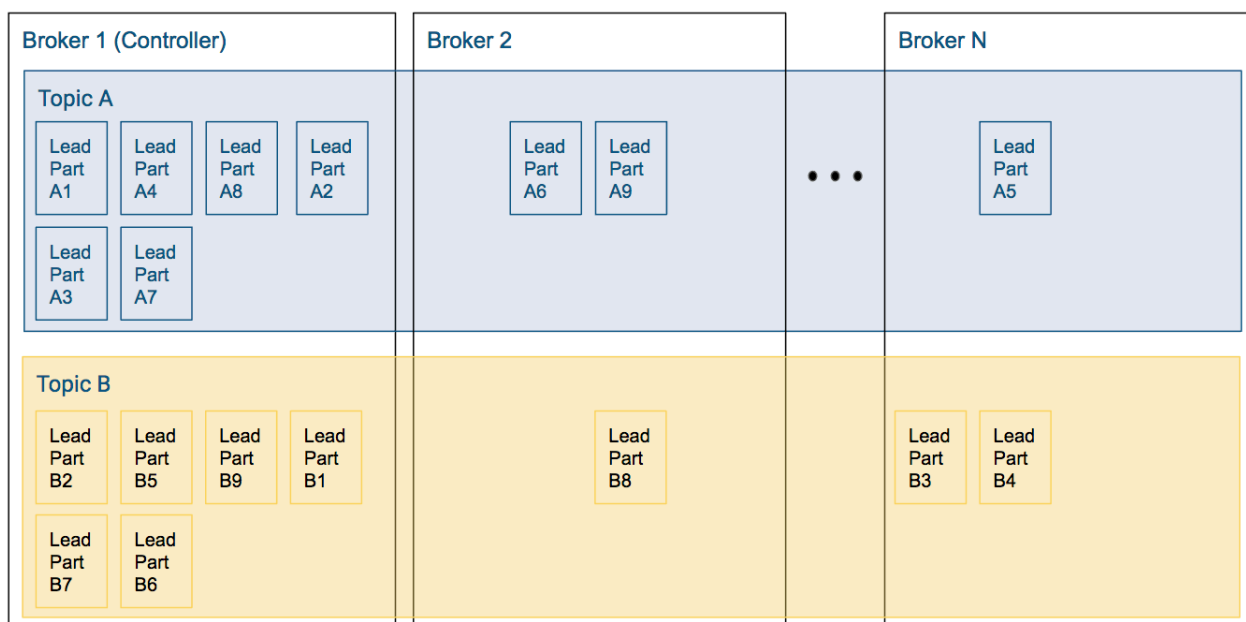 Broker 1 (Controller)
Broker 2
Broker N
Topic A
Lead
Part
A1
Lead
Part
A4
Lead
Part
A8
Lead
Part
A2
Lead
Part
A6
Lead
Part
A9
Lead
Part
A5
Lead
Part
A3
Lead
Part
A7
Topic B
Lead
Part
B2
Lead
Part
B5
Lead
Part
B9
Lead
Part
B1
Lead
Part
B8
Lead
Part
B3
Lead
Part
B4
Lead
Part
B7
Lead
Part
B6